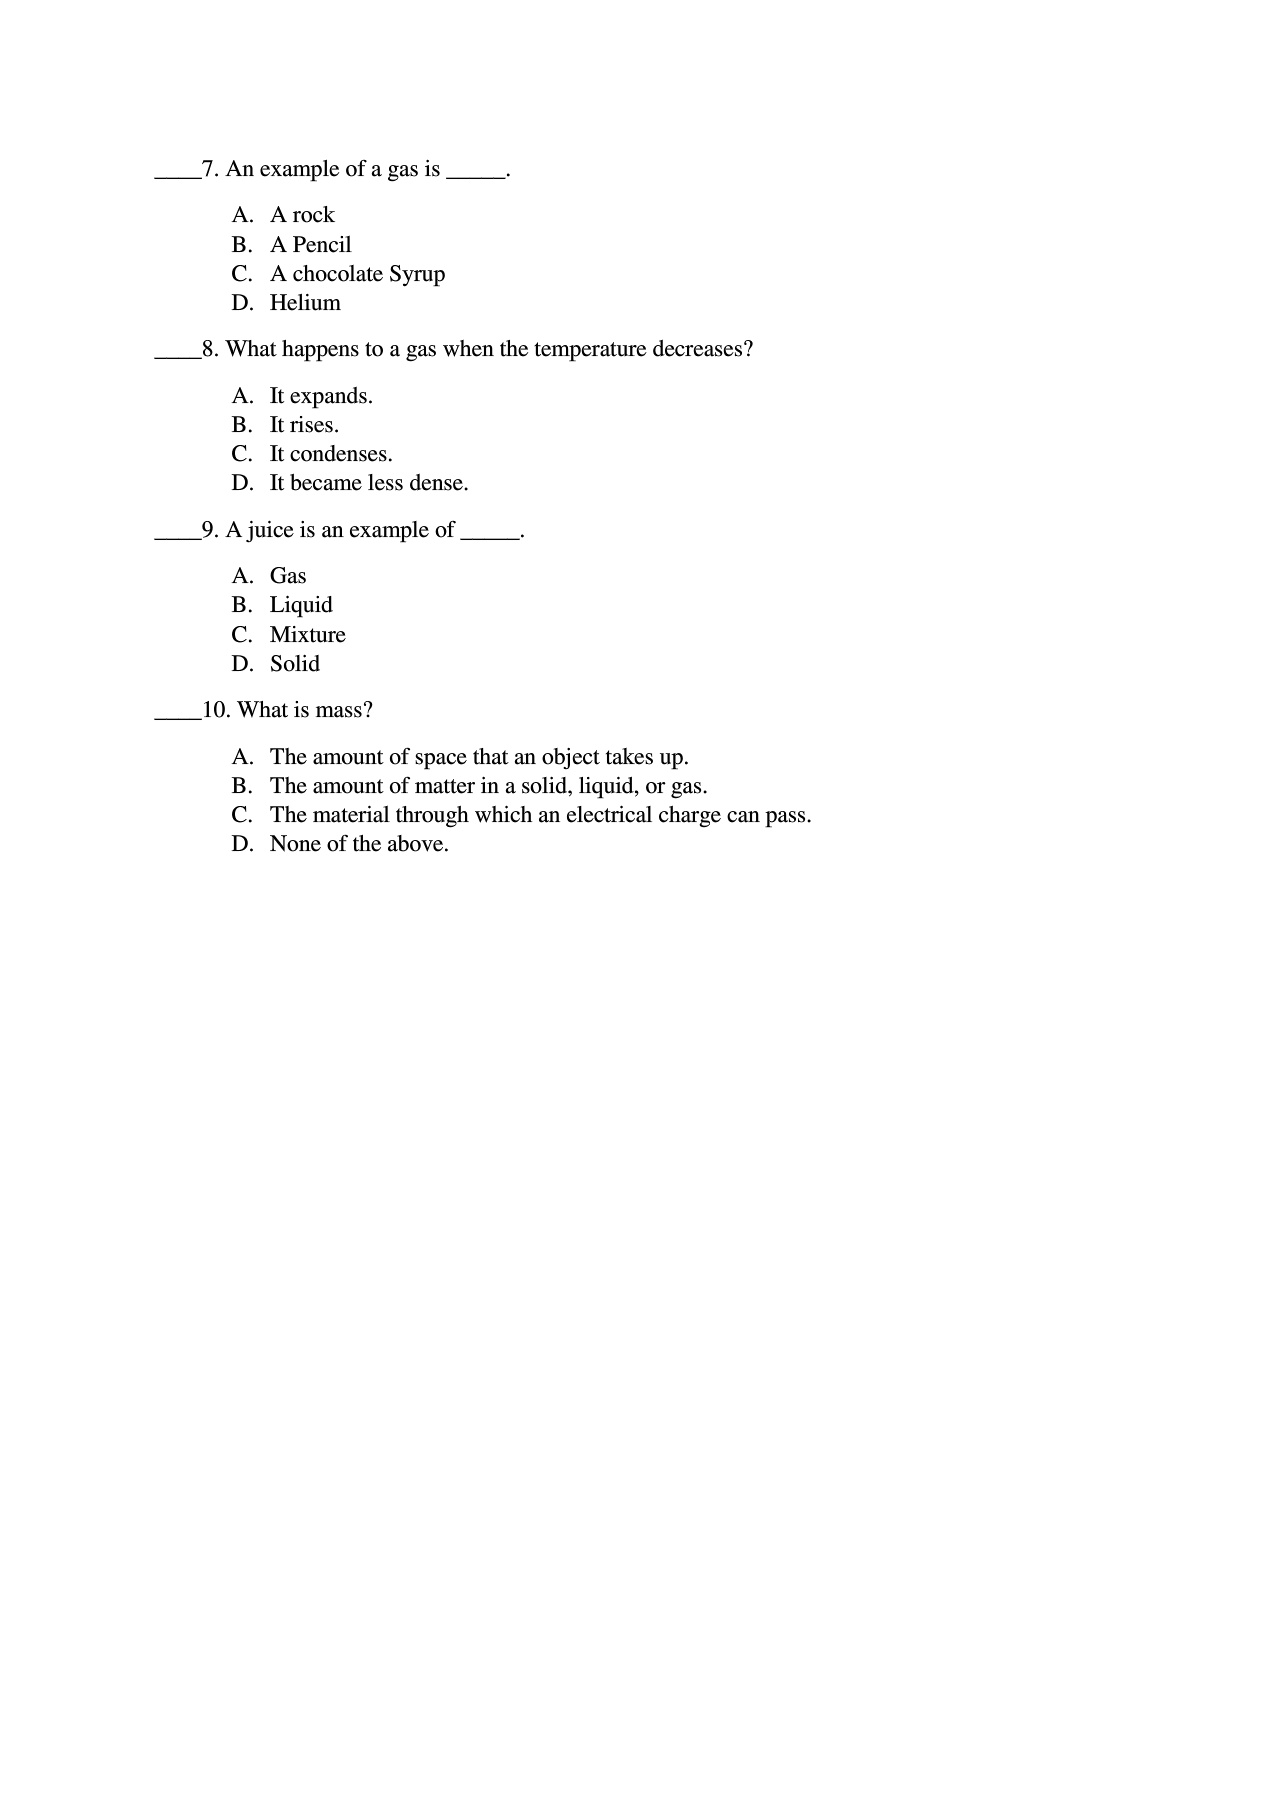 ____7. An example of a gas is _____.
A. A rock
B. A Pencil
C. A chocolate Syrup
D. Helium
____8. What happens to a gas when the temperature decreases?
A. It expands.
B. It rises.
C. It condenses.
D. It became less dense.
____9. A juice is an example of _____.
A. Gas
B. Liquid
C. Mixture
D. Solid
____10. What is mass?
A. The amount of space that an object takes up.
B. The amount of matter in a solid, liquid, or gas.
C. The material through which an electrical charge can pass.
D. None of the above.